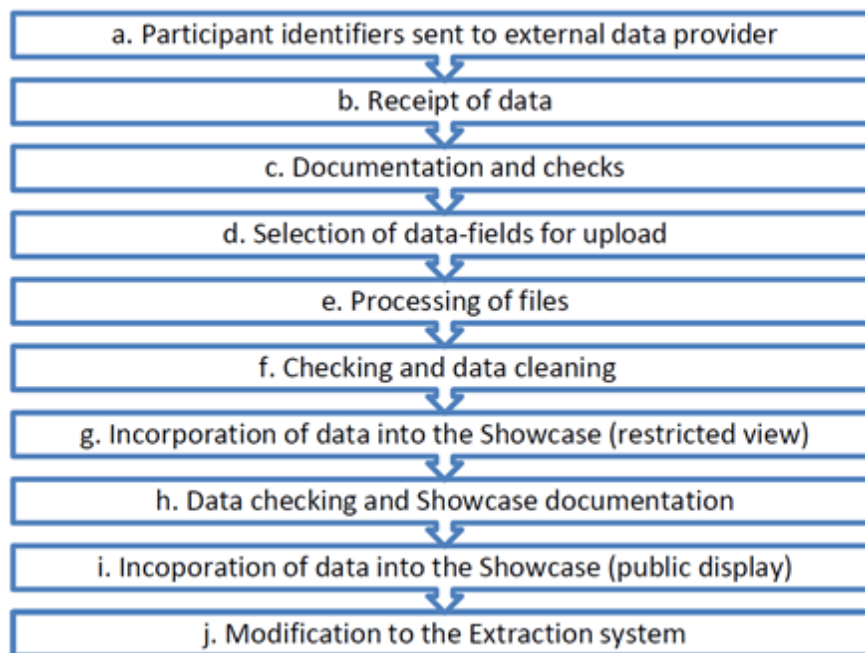 a. Participant identifiers sent to external data provider
b. Receipt of data
c. Documentation and checks
d. Selection of data-fields for upload
e. Processing of files
f. Checking and data cleaning
g. Incorporation of data into the Showcase (restricted view)
h. Data checking and Showcase documentation
i. Incoporation of data into the Showcase (public display)
j. Modification to the Extraction system